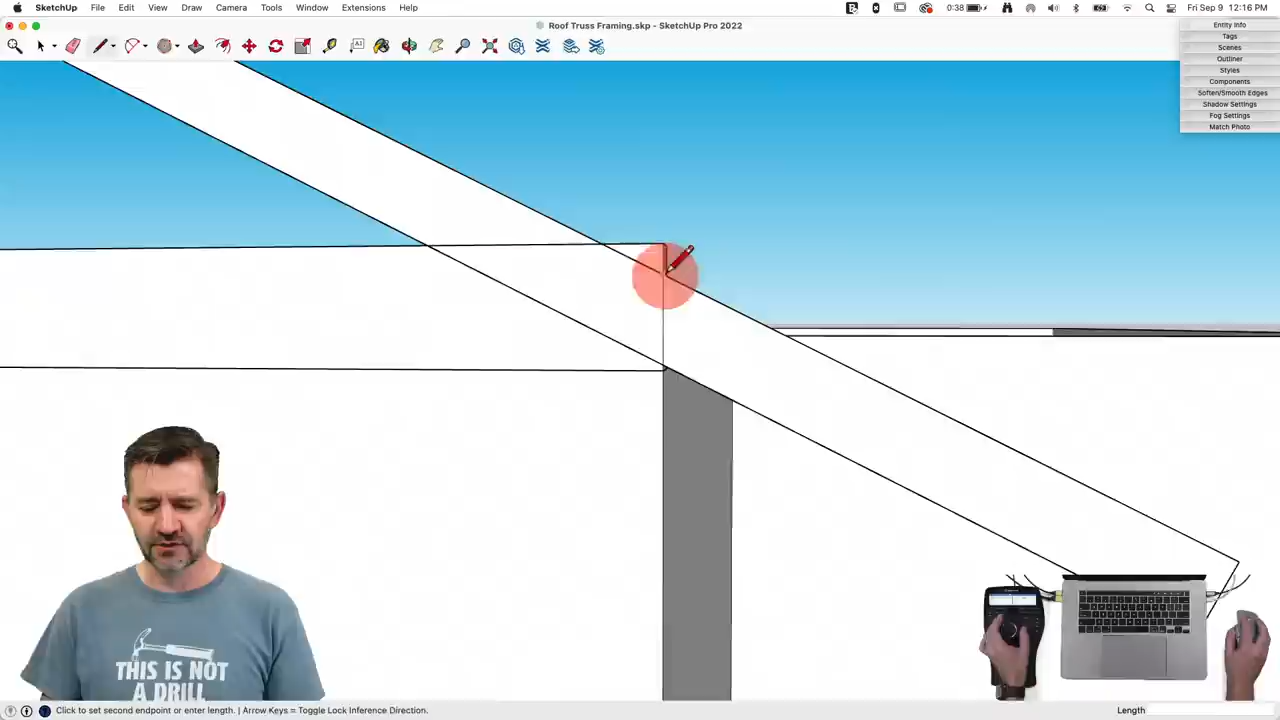 SketchUp File Edit View Camera Draw Tools Window Extensions Help 0:38 Fri Sep 9 12:16 PM
Roof Truss Framing.skp - SketchUp Pro 2022
Entity Info
Tags
Scenes
Outliner
Styles
Components
Soften/Smooth Edges
Shadow Settings
Fog Settings
Match Photo
A1
THIS IS NOT
A DRILL
Click to set second endpoint or enter length. | Arrow Keys = Toggle Lock Inference Direction. Length